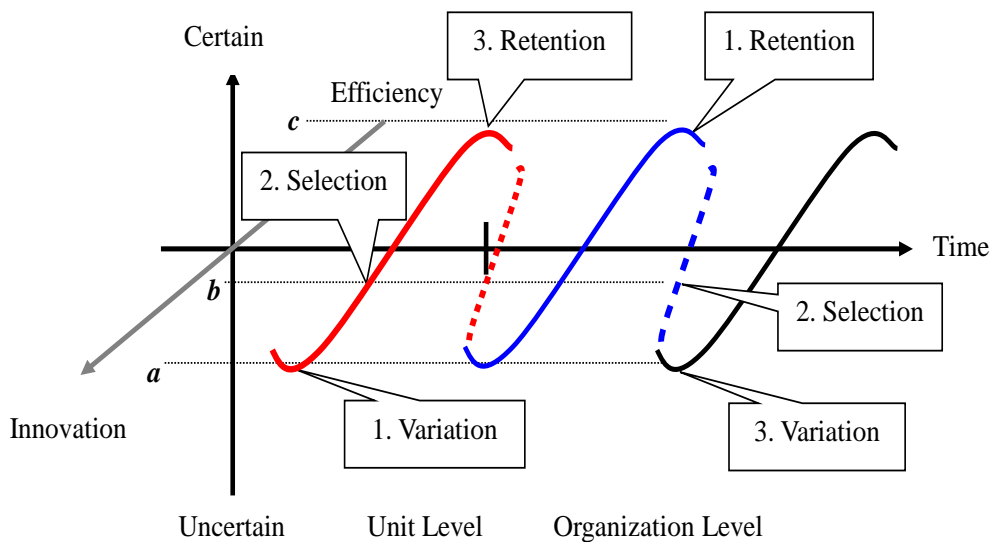 Certain
3. Retention
1. Retention
Efficiency
c
2. Selection
Time
b
2. Selection
a
Innovation
1. Variation
3. Variation
Uncertain
Unit Level
Organization Level